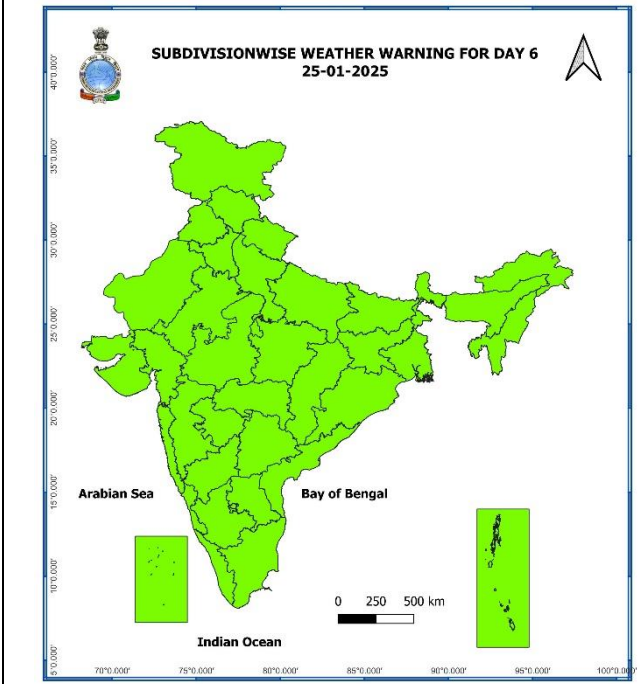 SUBDIVISIONWISE WEATHER WARNING FOR DAY 6
25-01-2025
40°0.000'
35°0.000'
30°0.000'
25°0.000'
20°0.000'
15°0.000'
10°0.000'
5°0.000'
Arabian Sea
Bay of Bengal
0 250 500 km
Indian Ocean
70°0.000' 75°0.000' 80°0.000' 85°0.000' 90°0.000' 95°0.000' 100°0.000'